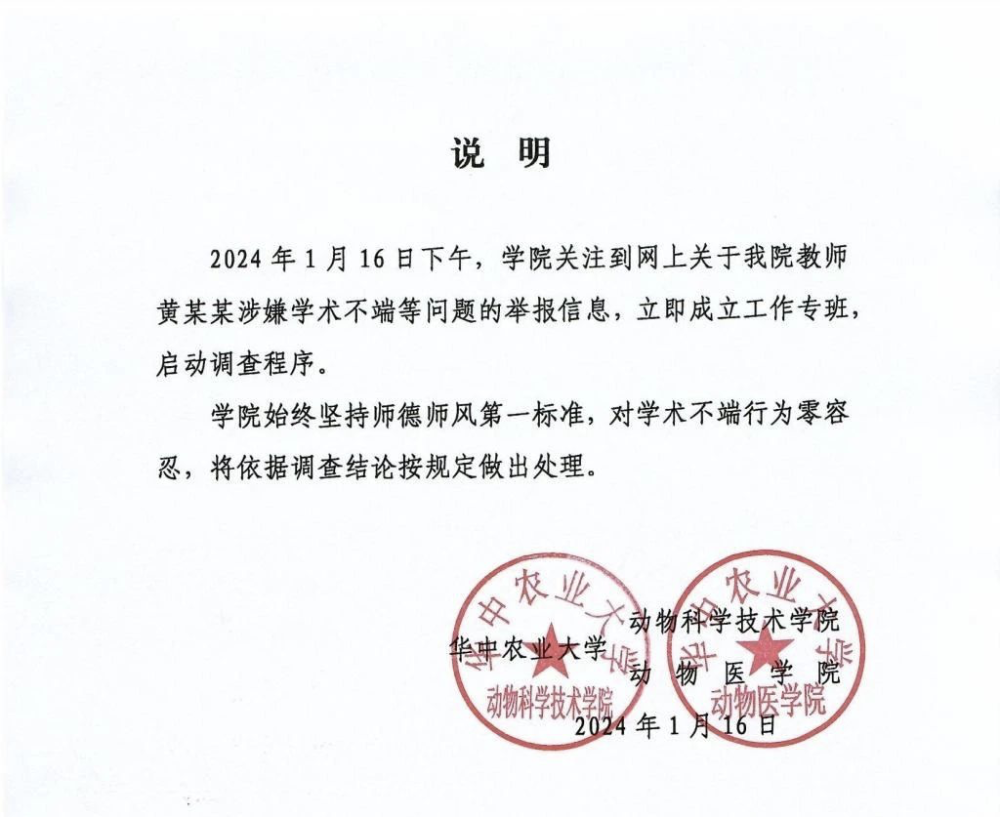 说 明
2024 年 1 月 16 日下午，学院关注到网上关于我院教师
黄某某涉嫌学术不端等问题的举报信息，立即成立工作专班，
启动调查程序。
学院始终坚持师德师风第一标准，对学术不端行为零容
忍，将依据调查结论按规定做出处理。
华中农业大学
动物科学技术学院
动 物 医 学 院
2024 年 1 月 16 日
华中农业大学
动物科学技术学院
华中农业大学
动物医学院